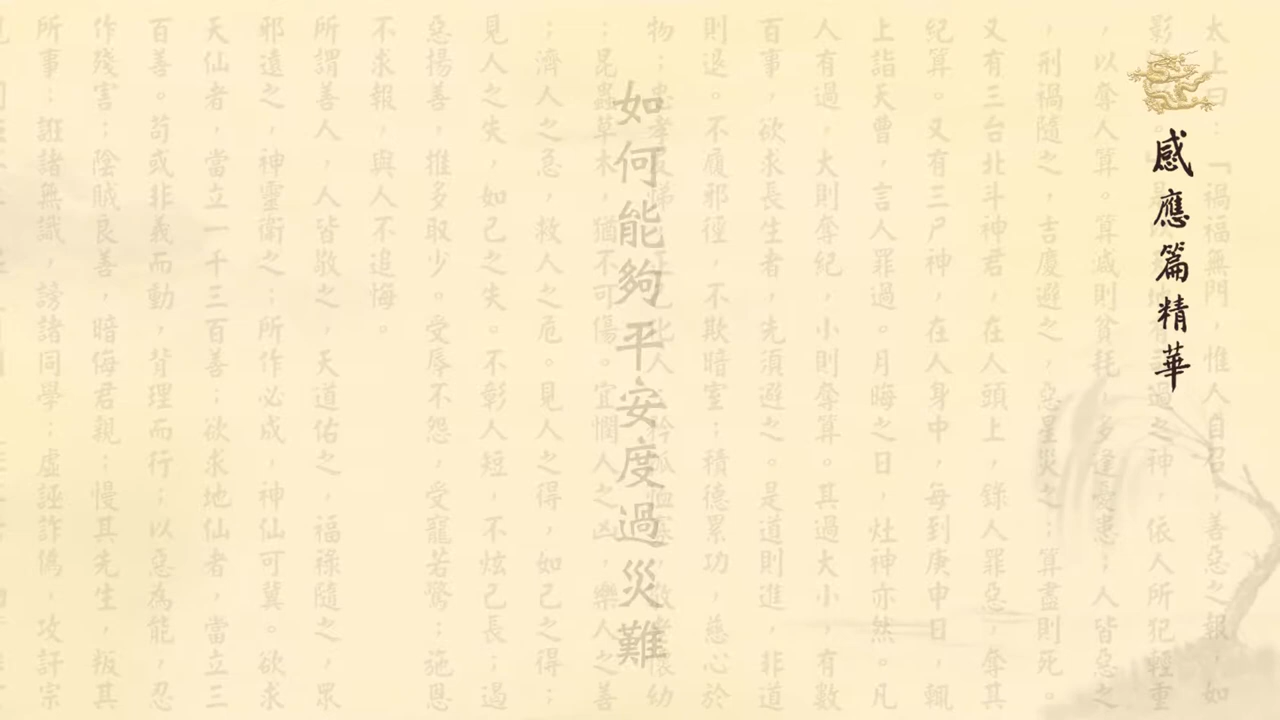 感應篇精華
如何能夠平安度過災難
太上曰：「禍福無門，惟人自召；善惡之報，如
影　是以天地有司過之神，依人所犯輕重
，以奪人算。算減則貧耗，多逢憂患；人皆惡之
，刑禍隨之，吉慶避之，惡星災之；算盡則死。
又有三台北斗神君，在人頭上，錄人罪惡，奪其
紀算。又有三尸神，在人身中，每到庚申日，輒
上詣天曹，言人罪過。月晦之日，灶神亦然。凡
人有過，大則奪紀，小則奪算。其過大小，有數
百事，欲求長生者，先須避之。是道則進，非道
則退。不履邪徑，不欺暗室；積德累功，慈心於
物；忠孝友悌，正己化人；矜孤恤寡，敬老懷幼
；昆蟲草木，猶不可傷。宜憫人之凶，樂人之善
；濟人之急，救人之危。見人之得，如己之得；
見人之失，如己之失。不彰人短，不炫己長；遏
惡揚善，推多取少。受辱不怨，受寵若驚；施恩
不求報，與人不追悔。
所謂善人，人皆敬之，天道佑之，福祿隨之，眾
邪遠之，神靈衛之；所作必成，神仙可冀。欲求
天仙者，當立一千三百善；欲求地仙者，當立三
百善。苟或非義而動，背理而行；以惡為能，忍
作殘害；陰賊良善，暗侮君親；慢其先生，叛其
所事；誑諸無識，謗諸同學；虛誣詐偽，攻訐宗